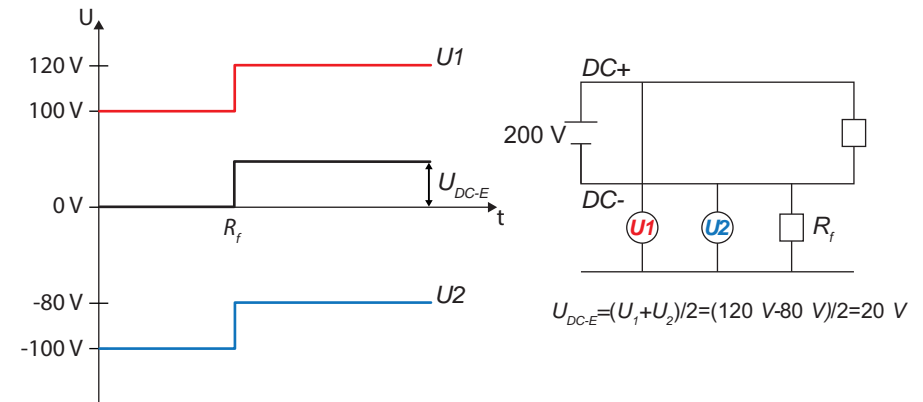 U
120 V
U1
100 V
0 V
U_DC-E
t
R_f
-80 V
U2
-100 V
DC+
200 V
DC-
U1
U2
R_f
U_DC-E=(U_1+U_2)/2=(120 V-80 V)/2=20 V